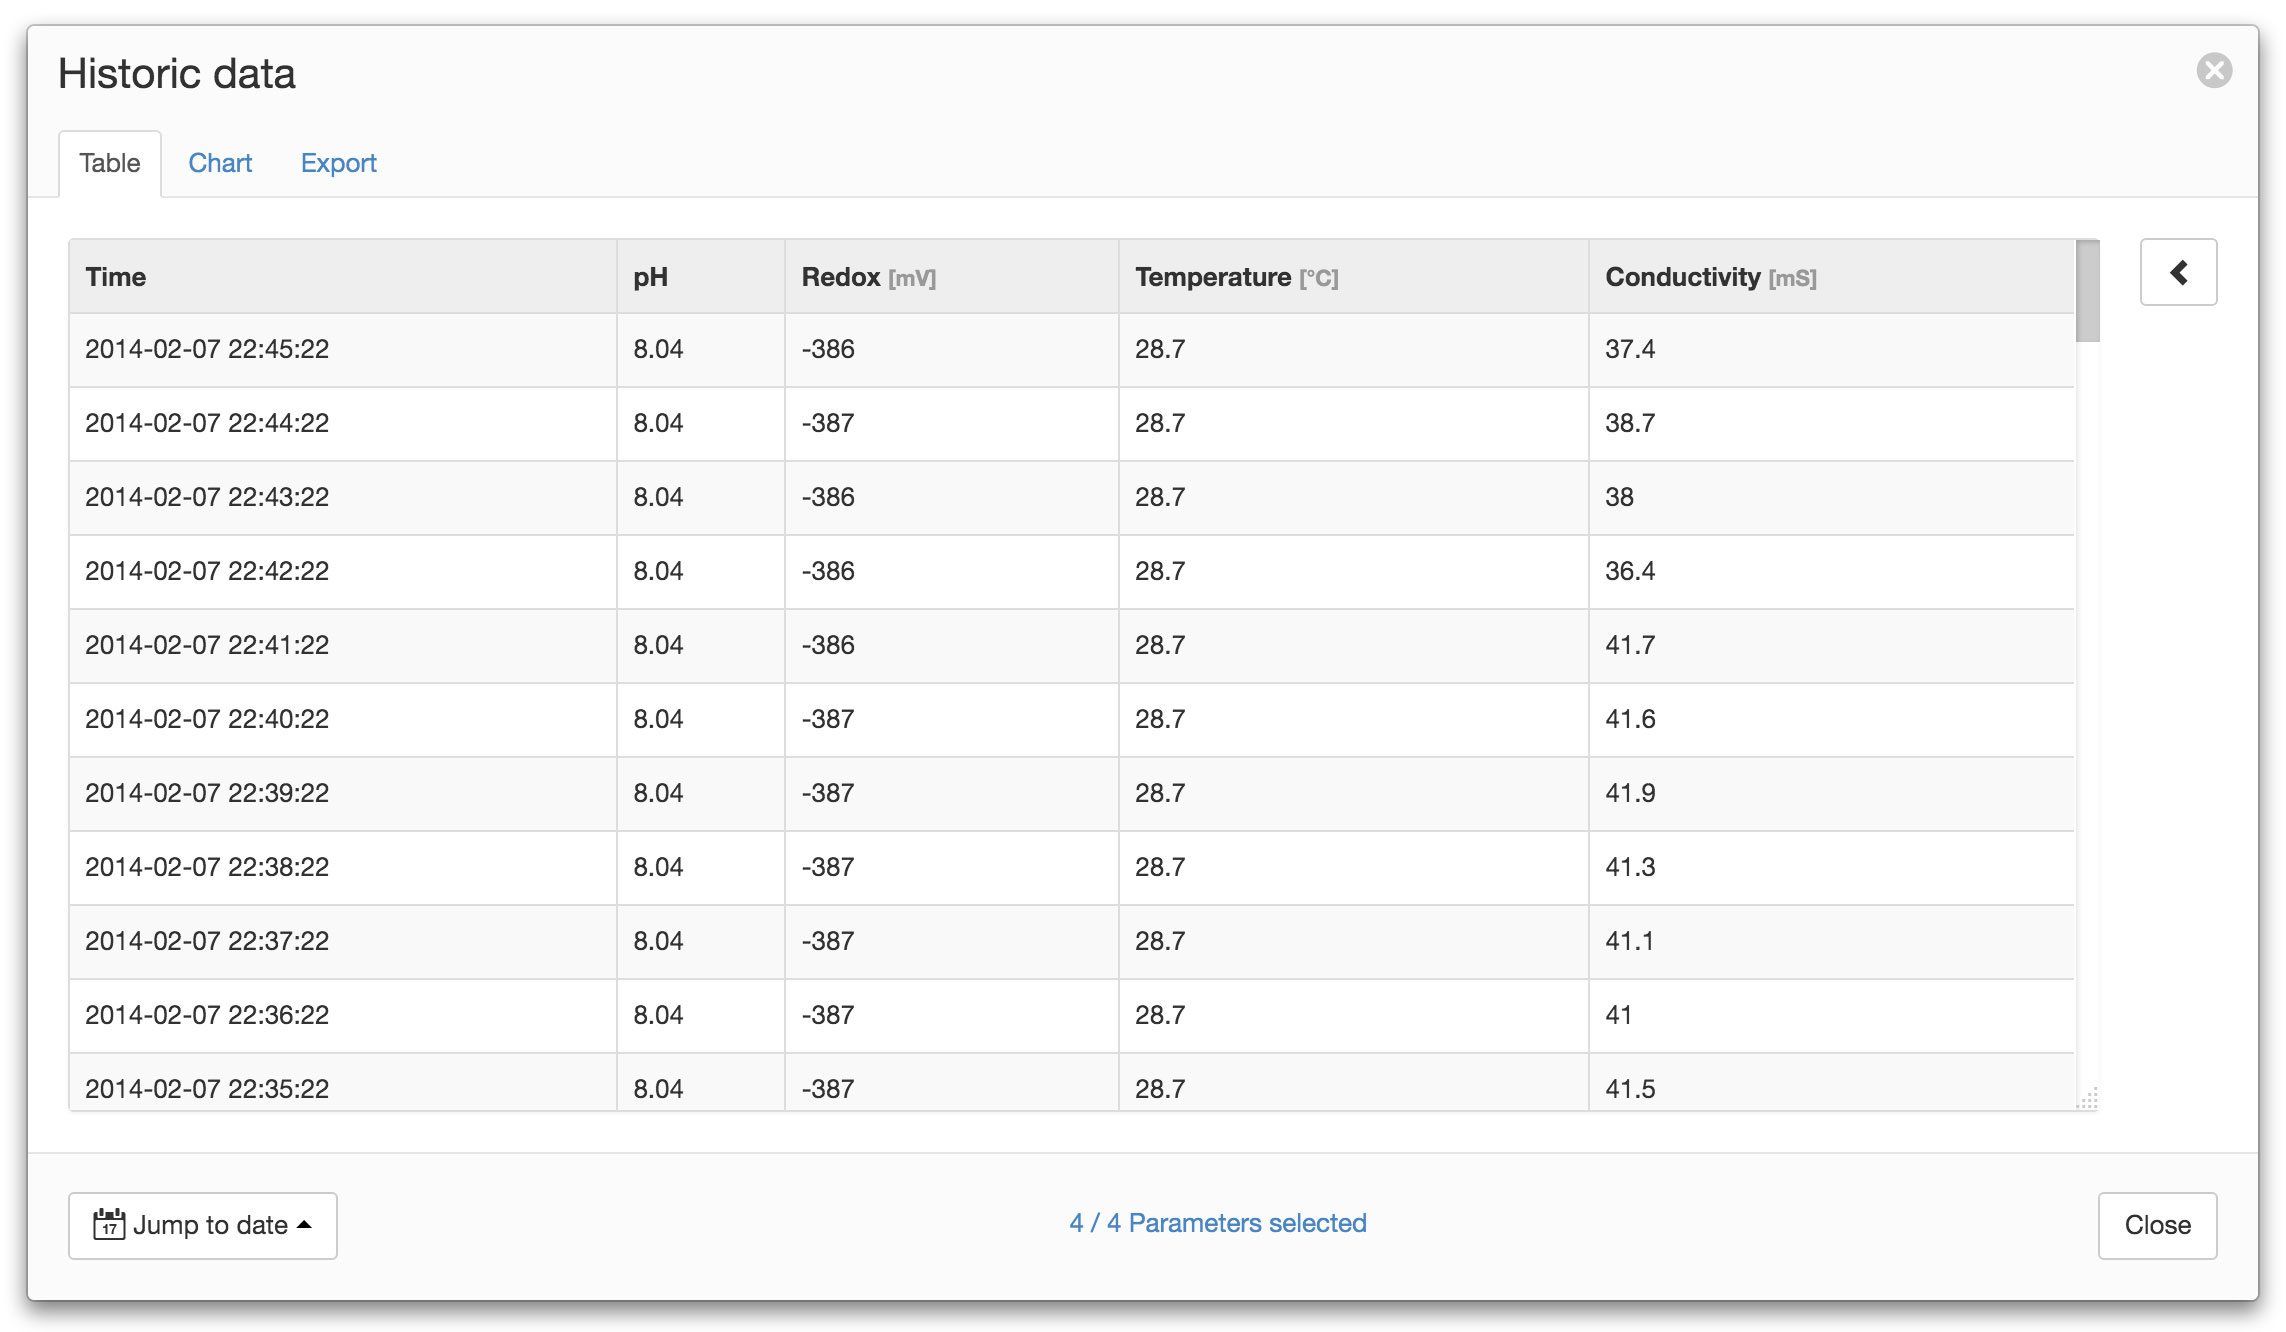 Historic data
Table Chart Export
Time pH Redox [mV] Temperature [°C] Conductivity [mS]
2014-02-07 22:45:22 8.04 -386 28.7 37.4
2014-02-07 22:44:22 8.04 -387 28.7 38.7
2014-02-07 22:43:22 8.04 -386 28.7 38
2014-02-07 22:42:22 8.04 -386 28.7 36.4
2014-02-07 22:41:22 8.04 -386 28.7 41.7
2014-02-07 22:40:22 8.04 -387 28.7 41.6
2014-02-07 22:39:22 8.04 -387 28.7 41.9
2014-02-07 22:38:22 8.04 -387 28.7 41.3
2014-02-07 22:37:22 8.04 -387 28.7 41.1
2014-02-07 22:36:22 8.04 -387 28.7 41
2014-02-07 22:35:22 8.04 -387 28.7 41.5
17 Jump to date 4 / 4 Parameters selected Close